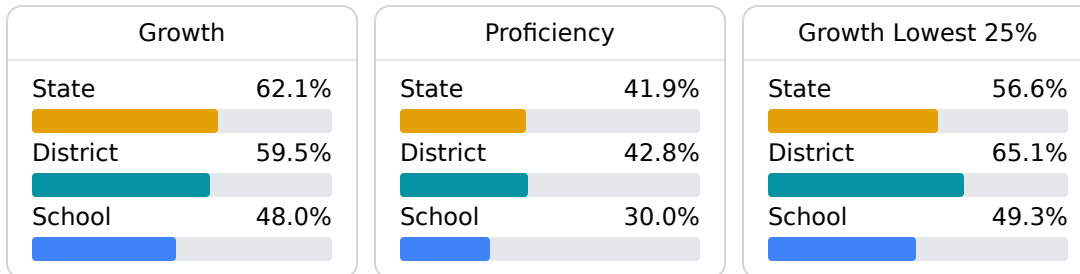 Growth
State 62.1%
District 59.5%
School 48.0%
Proficiency
State 41.9%
District 42.8%
School 30.0%
Growth Lowest 25%
State 56.6%
District 65.1%
School 49.3%